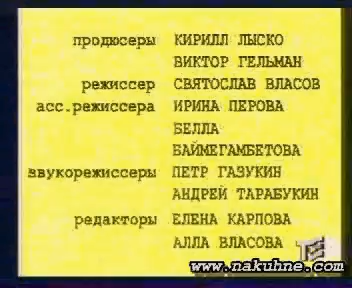 продюсеры КИРИЛЛ ЛЫСКО
ВИКТОР ГЕЛЬМАН
режиссер СВЯТОСЛАВ ВЛАСОВ
асс.режиссера ИРИНА ПЕРОВА
БЕЛЛА
БАЙМЕГАМБЕТОВА
звукорежиссеры ПЕТР ГАЗУКИН
АНДРЕЙ ТАРАБУКИН
редакторы ЕЛЕНА КАРПОВА
АЛЛА ВЛАСОВА
www.nakuhne.com